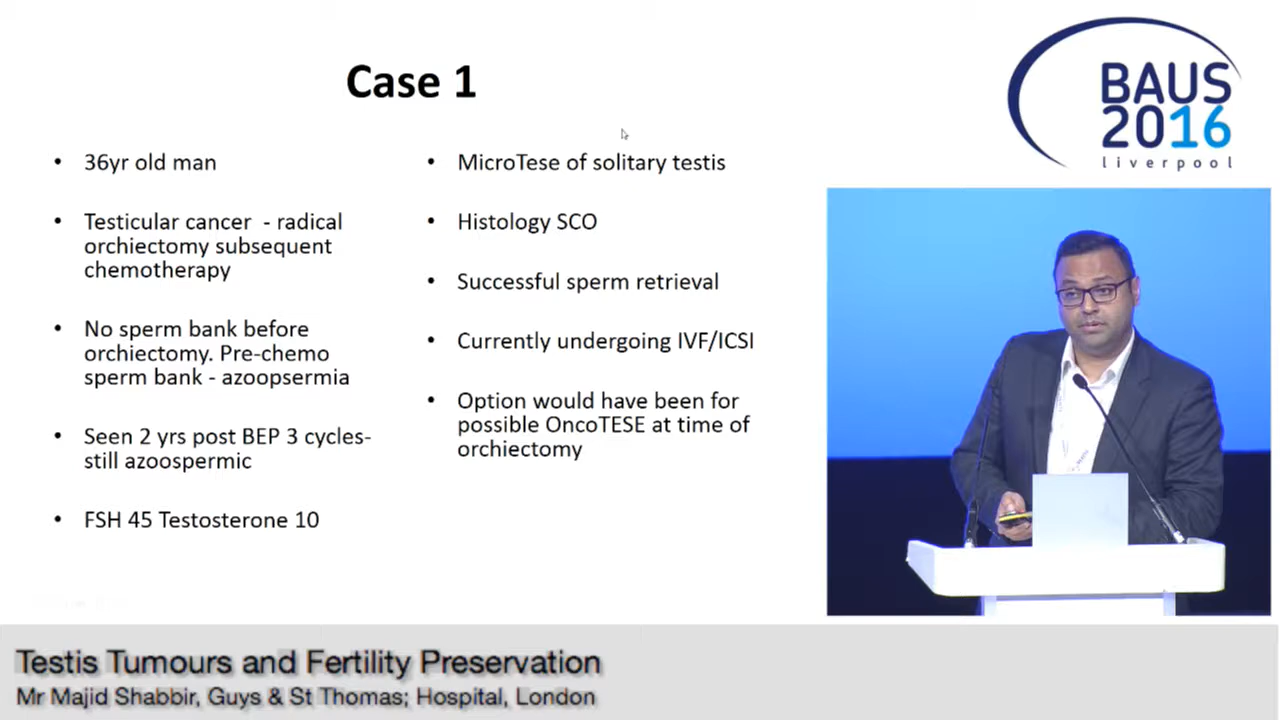 Case 1
36yr old man
Testicular cancer - radical
orchiectomy subsequent
chemotherapy
No sperm bank before
orchiectomy. Pre-chemo
sperm bank - azoopsermia
Seen 2 yrs post BEP 3 cycles-
still azoospermic
FSH 45 Testosterone 10
MicroTese of solitary testis
Histology SCO
Successful sperm retrieval
Currently undergoing IVF/ICSI
Option would have been for
possible OncoTESE at time of
orchiectomy
BAUS
2016
liverpool
Testis Tumours and Fertility Preservation
Mr Majid Shabbir, Guys & St Thomas; Hospital, London